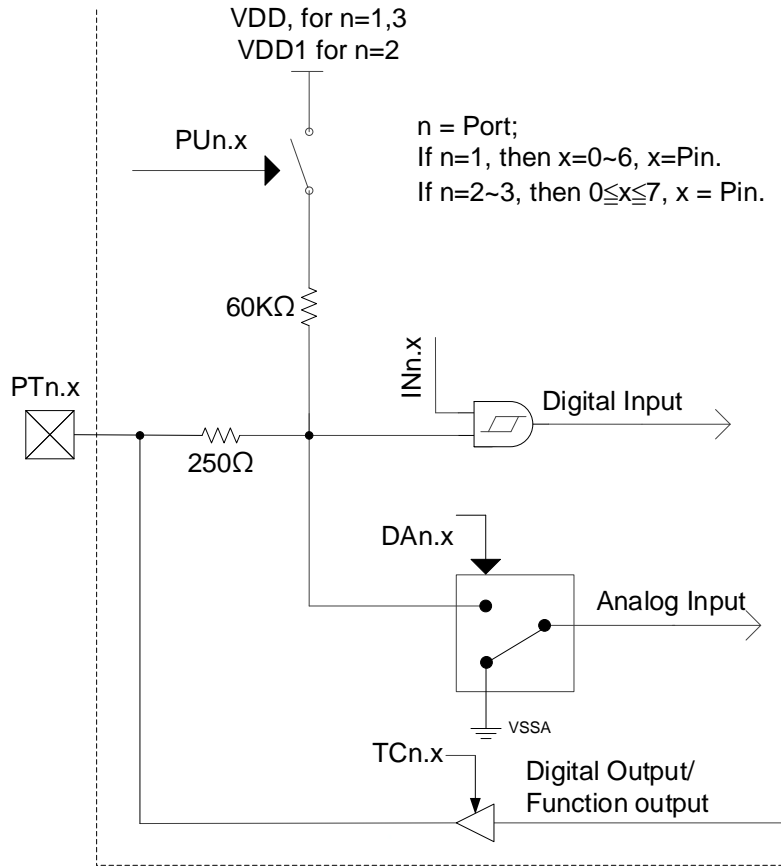 VDD, for n=1,3
VDD1 for n=2
n = Port;
If n=1, then x=0~6, x=Pin.
If n=2~3, then 0≦x≦7, x = Pin.
PUn.x
60KΩ
INn.x
PTn.x
Digital Input
250Ω
DAn.x
Analog Input
VSSA
TCn.x
Digital Output/
Function output